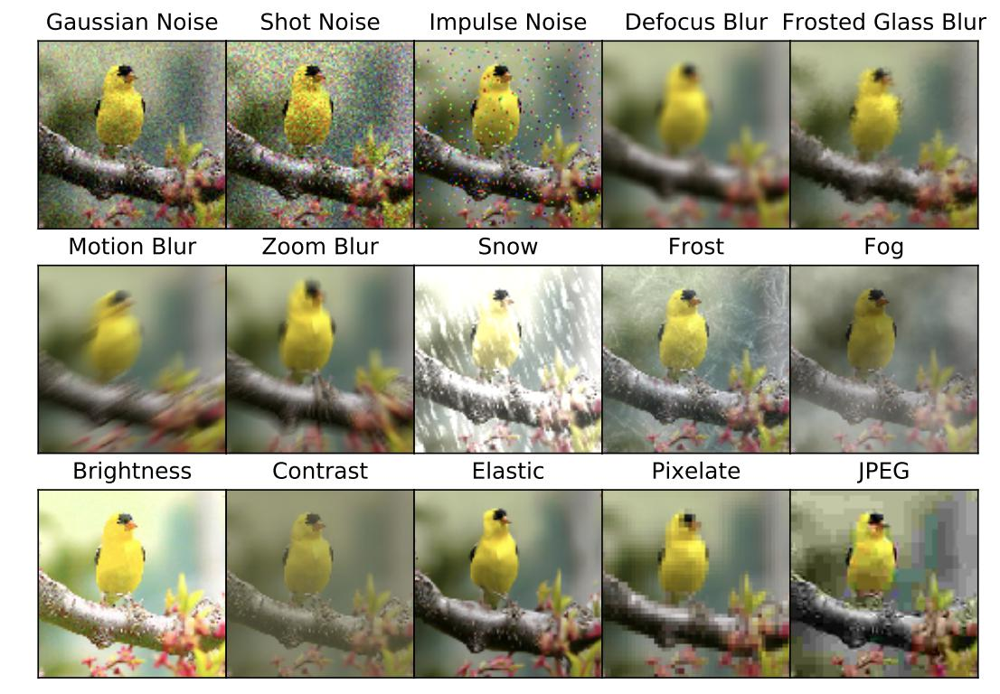 Gaussian Noise Shot Noise Impulse Noise Defocus Blur Frosted Glass Blur
Motion Blur Zoom Blur Snow Frost Fog
Brightness Contrast Elastic Pixelate JPEG